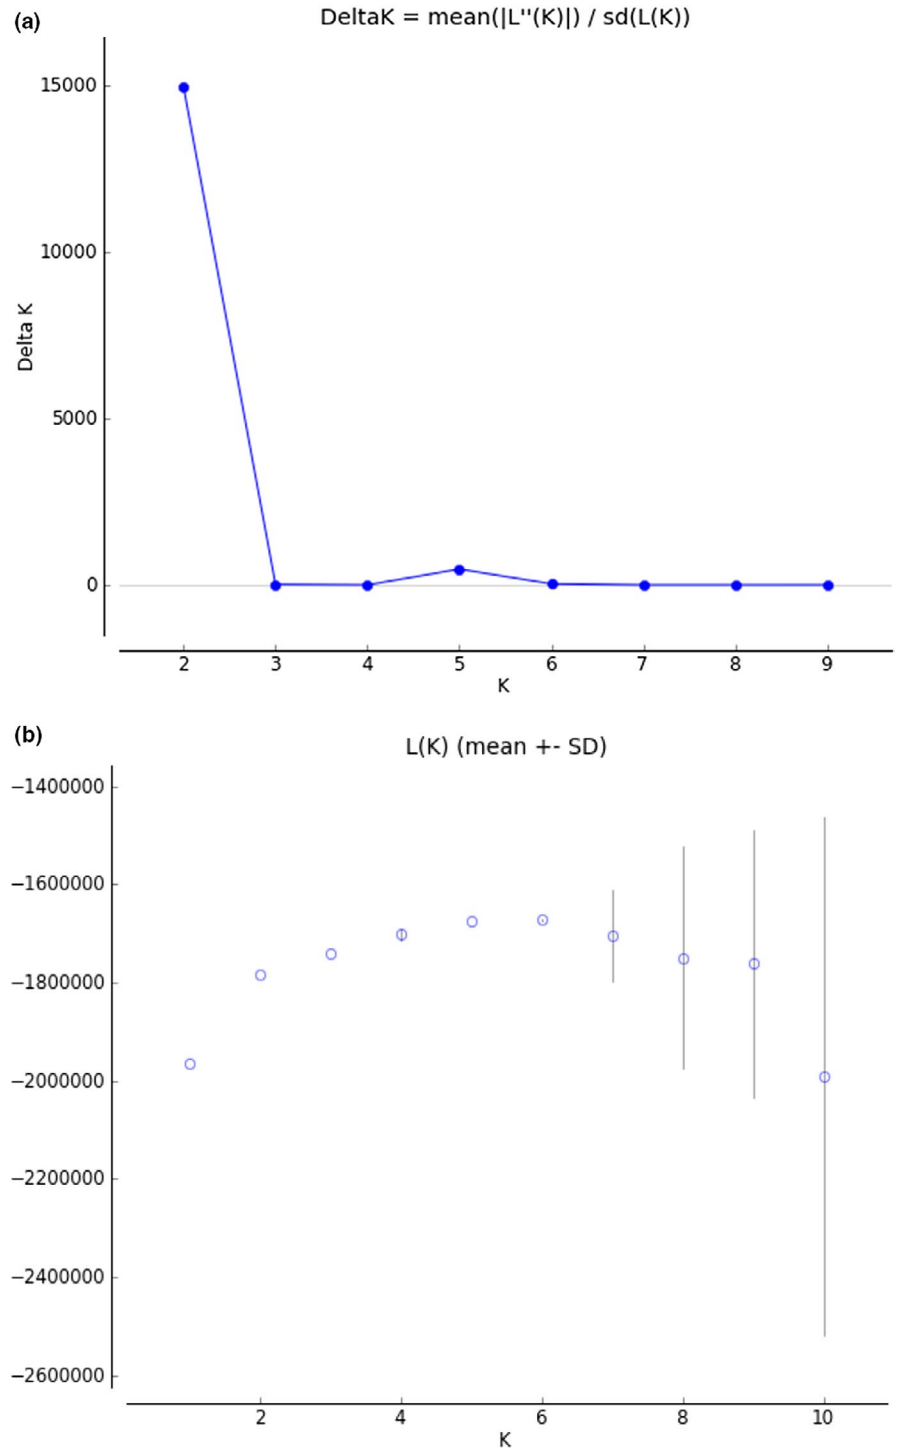 (a)
DeltaK = mean(|L''(K)|) / sd(L(K))
15000
10000
5000
0
Delta K
2 3 4 5 6 7 8 9
K
(b)
L(K) (mean +- SD)
−1400000
−1600000
−1800000
−2000000
−2200000
−2400000
−2600000
2 4 6 8 10
K